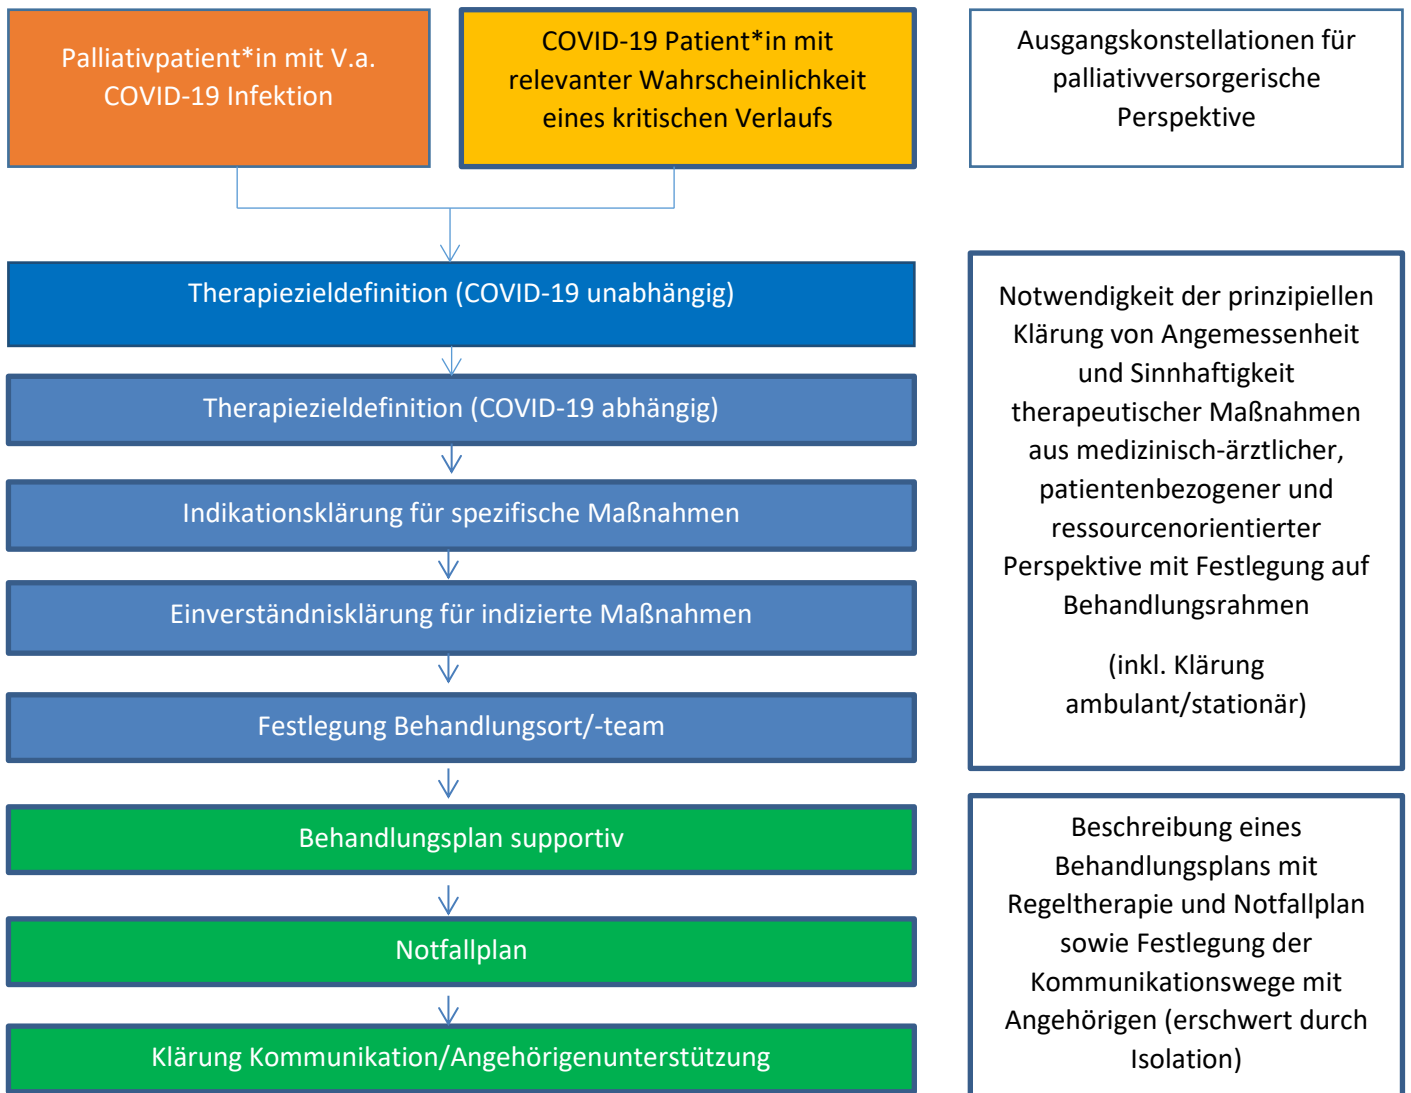 Palliativpatient*in mit V.a.
COVID-19 Infektion
COVID-19 Patient*in mit
relevanter Wahrscheinlichkeit
eines kritischen Verlaufs
Ausgangskonstellationen für
palliativversorgerische
Perspektive
Therapiezieldefinition (COVID-19 unabhängig)
Therapiezieldefinition (COVID-19 abhängig)
Indikationsklärung für spezifische Maßnahmen
Einverständnisklärung für indizierte Maßnahmen
Festlegung Behandlungsort/-team
Notwendigkeit der prinzipiellen
Klärung von Angemessenheit
und Sinnhaftigkeit
therapeutischer Maßnahmen
aus medizinisch-ärztlicher,
patientenbezogener und
ressourcenorientierter
Perspektive mit Festlegung auf
Behandlungsrahmen
(inkl. Klärung
ambulant/stationär)
Behandlungsplan supportiv
Notfallplan
Klärung Kommunikation/Angehörigenunterstützung
Beschreibung eines
Behandlungsplans mit
Regeltherapie und Notfallplan
sowie Festlegung der
Kommunikationswege mit
Angehörigen (erschwert durch
Isolation)